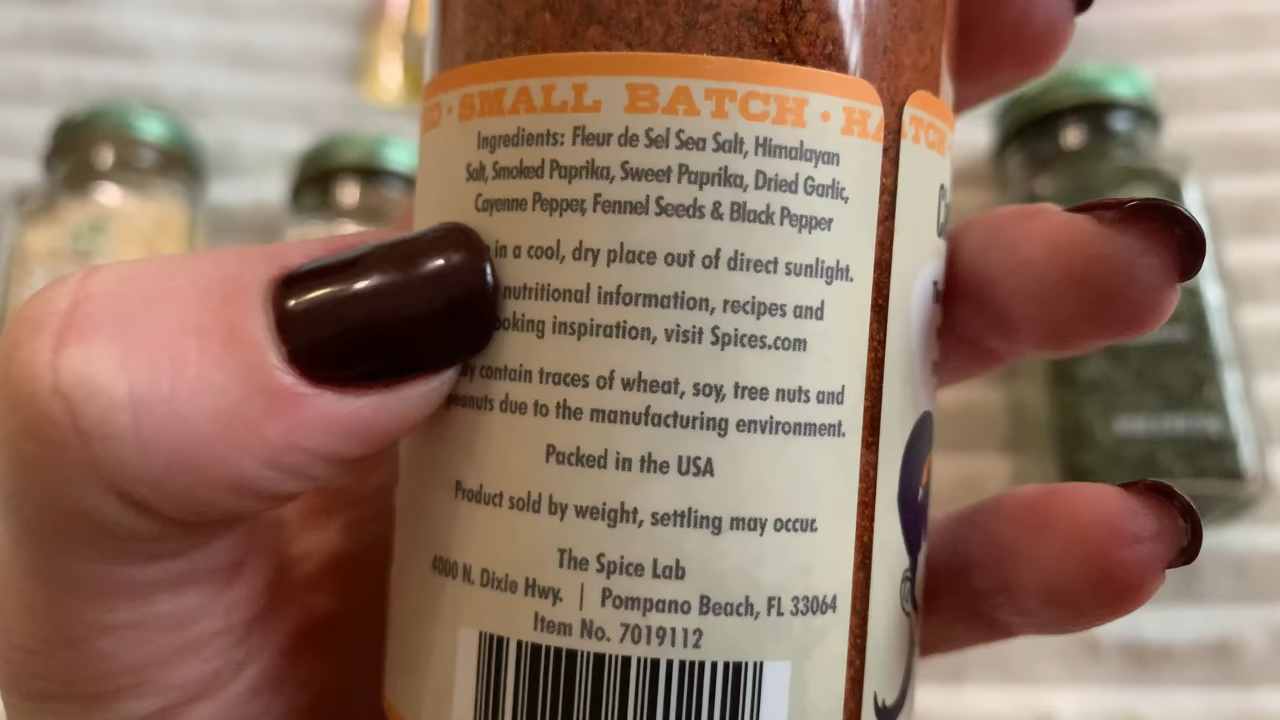 SMALL BATCH · HATCH
Ingredients: Fleur de Sel Sea Salt, Himalayan
Salt, Smoked Paprika, Sweet Paprika, Dried Garlic,
Cayenne Pepper, Fennel Seeds & Black Pepper
in a cool, dry place out of direct sunlight.
nutritional information, recipes and
ooking inspiration, visit Spices.com
y contain traces of wheat, soy, tree nuts and
peanuts due to the manufacturing environment.
Packed in the USA
Product sold by weight, settling may occur.
The Spice Lab
4000 N. Dixie Hwy. | Pompano Beach, FL 33064
Item No. 7019112